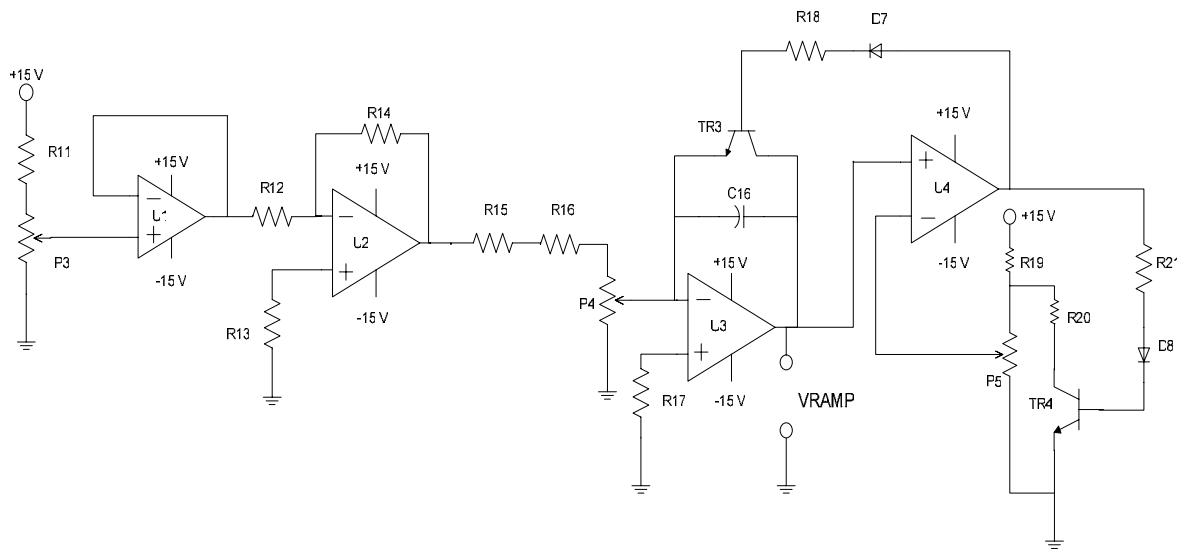 +15 V
R11
P3
+15 V
U1
-15 V
R12
R14
+15 V
U2
-15 V
R13
R15
R16
P4
R18
D7
TR3
C16
+15 V
U3
-15 V
R17
VRAMP
+15 V
U4
-15 V
+15 V
R19
R20
P5
TR4
R21
D8